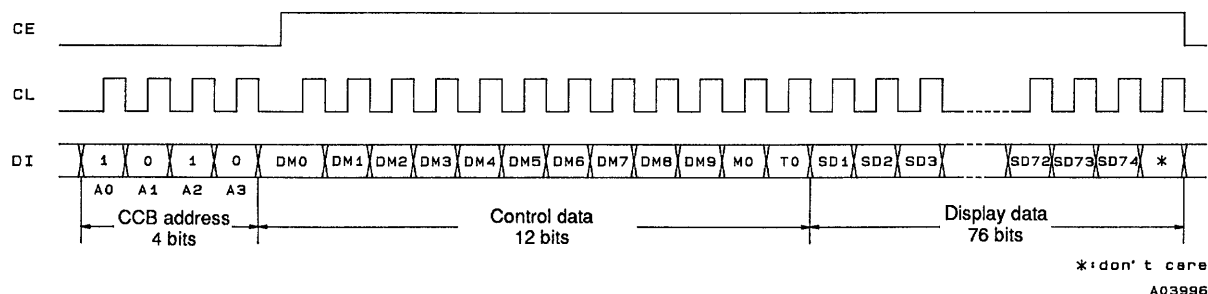 CE
CL
DI 1 0 1 0 DM0 DM1 DM2 DM3 DM4 DM5 DM6 DM7 DM8 DM9 M0 T0 SD1 SD2 SD3 SD72 SD73 SD74 *
A0 A1 A2 A3
CCB address Control data Display data
4 bits 12 bits 76 bits
*:don't care
A03996